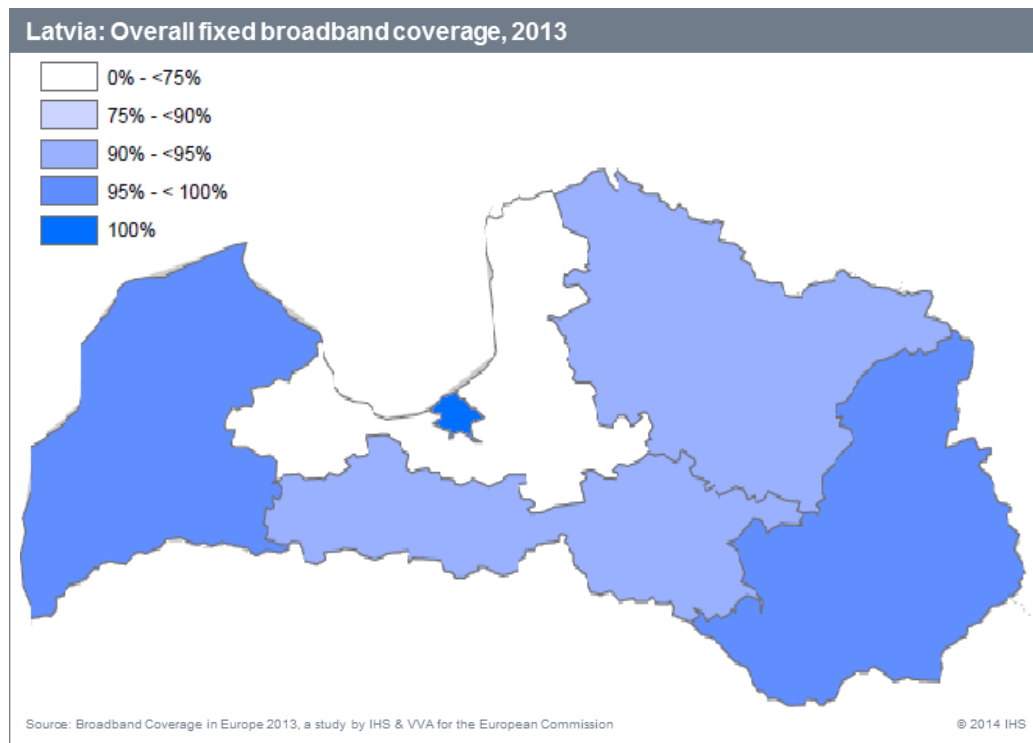 Latvia: Overall fixed broadband coverage, 2013
0% - <75%
75% - <90%
90% - <95%
95% - < 100%
100%
Source: Broadband Coverage in Europe 2013, a study by IHS & VVA for the European Commission
© 2014 IHS